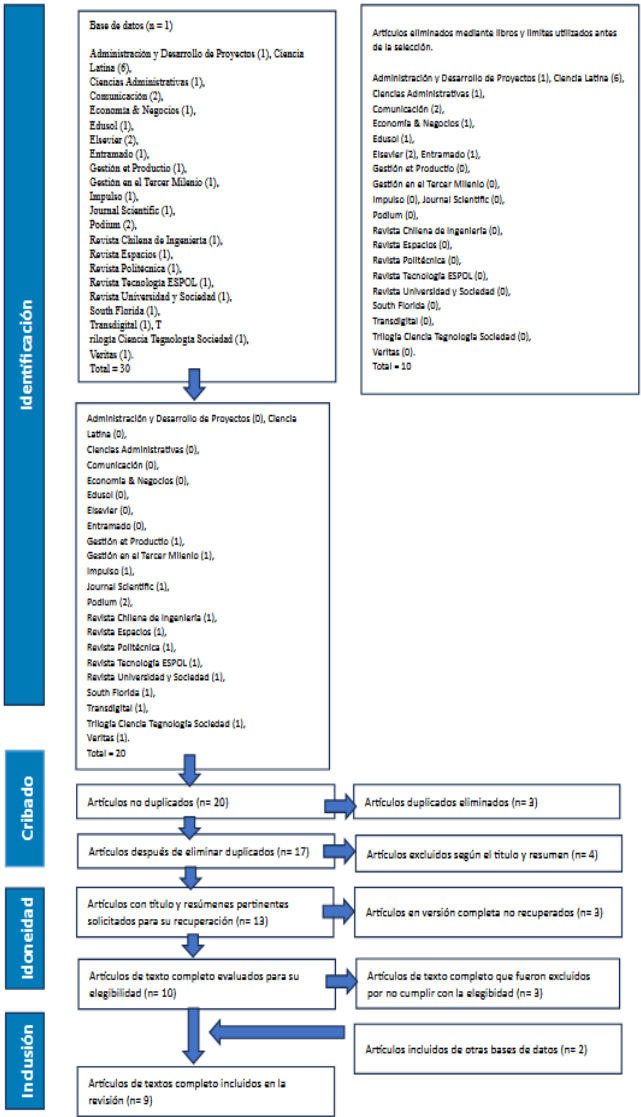 Identificación
Base de datos (n = 1)
Administración y Desarrollo de Proyectos (1), Ciencia
Latina (6),
Ciencias Administrativas (1),
Comunicación (2),
Economía & Negocios (1),
Edusol (1),
Elsevier (2),
Entramado (1),
Gestión et Productio (1),
Gestión en el Tercer Milenio (1),
Impulso (1),
Journal Scientific (1),
Podium (2),
Revista Chilena de Ingeniería (1),
Revista Espacios (1),
Revista Politécnica (1),
Revista Tecnología ESPOL (1),
Revista Universidad y Sociedad (1),
South Florida (1),
Transdigital (1), T
rilogía Ciencia Tegnología Sociedad (1),
Veritas (1).
Total = 30
Artículos eliminados mediante libros y límites utilizados antes
de la selección.
Administración y Desarrollo de Proyectos (1), Ciencia Latina (6),
Ciencias Administrativas (1),
Comunicación (2),
Economía & Negocios (1),
Edusol (1),
Elsevier (2), Entramado (1),
Gestión et Productio (0),
Gestión en el Tercer Milenio (0),
Impulso (0), Journal Scientific (0),
Podium (0),
Revista Chilena de Ingeniería (0),
Revista Espacios (0),
Revista Politécnica (0),
Revista Tecnología ESPOL (0),
Revista Universidad y Sociedad (0),
South Florida (0),
Transdigital (0),
Trilogía Ciencia Tegnología Sociedad (0),
Veritas (0).
Total = 10
Administración y Desarrollo de Proyectos (0), Ciencia
Latina (0),
Ciencias Administrativas (0),
Comunicación (0),
Economía & Negocios (0),
Edusol (0),
Elsevier (0),
Entramado (0),
Gestión et Productio (1),
Gestión en el Tercer Milenio (1),
Impulso (1),
Journal Scientific (1),
Podium (2),
Revista Chilena de Ingeniería (1),
Revista Espacios (1),
Revista Politécnica (1),
Revista Tecnología ESPOL (1),
Revista Universidad y Sociedad (1),
South Florida (1),
Transdigital (1),
Trilogía Ciencia Tegnología Sociedad (1),
Veritas (1).
Total = 20
Cribado
Artículos no duplicados (n= 20)
Artículos duplicados eliminados (n= 3)
Artículos después de eliminar duplicados (n= 17)
Artículos excluidos según el título y resumen (n= 4)
Idoneidad
Artículos con título y resúmenes pertinentes
solicitados para su recuperación (n= 13)
Artículos en versión completa no recuperados (n= 3)
Artículos de texto completo evaluados para su
elegibilidad (n= 10)
Artículos de texto completo que fueron excluidos
por no cumplir con la elegibidad (n= 3)
Inclusión
Artículos incluidos de otras bases de datos (n= 2)
Artículos de textos completo incluidos en la
revisión (n= 9)